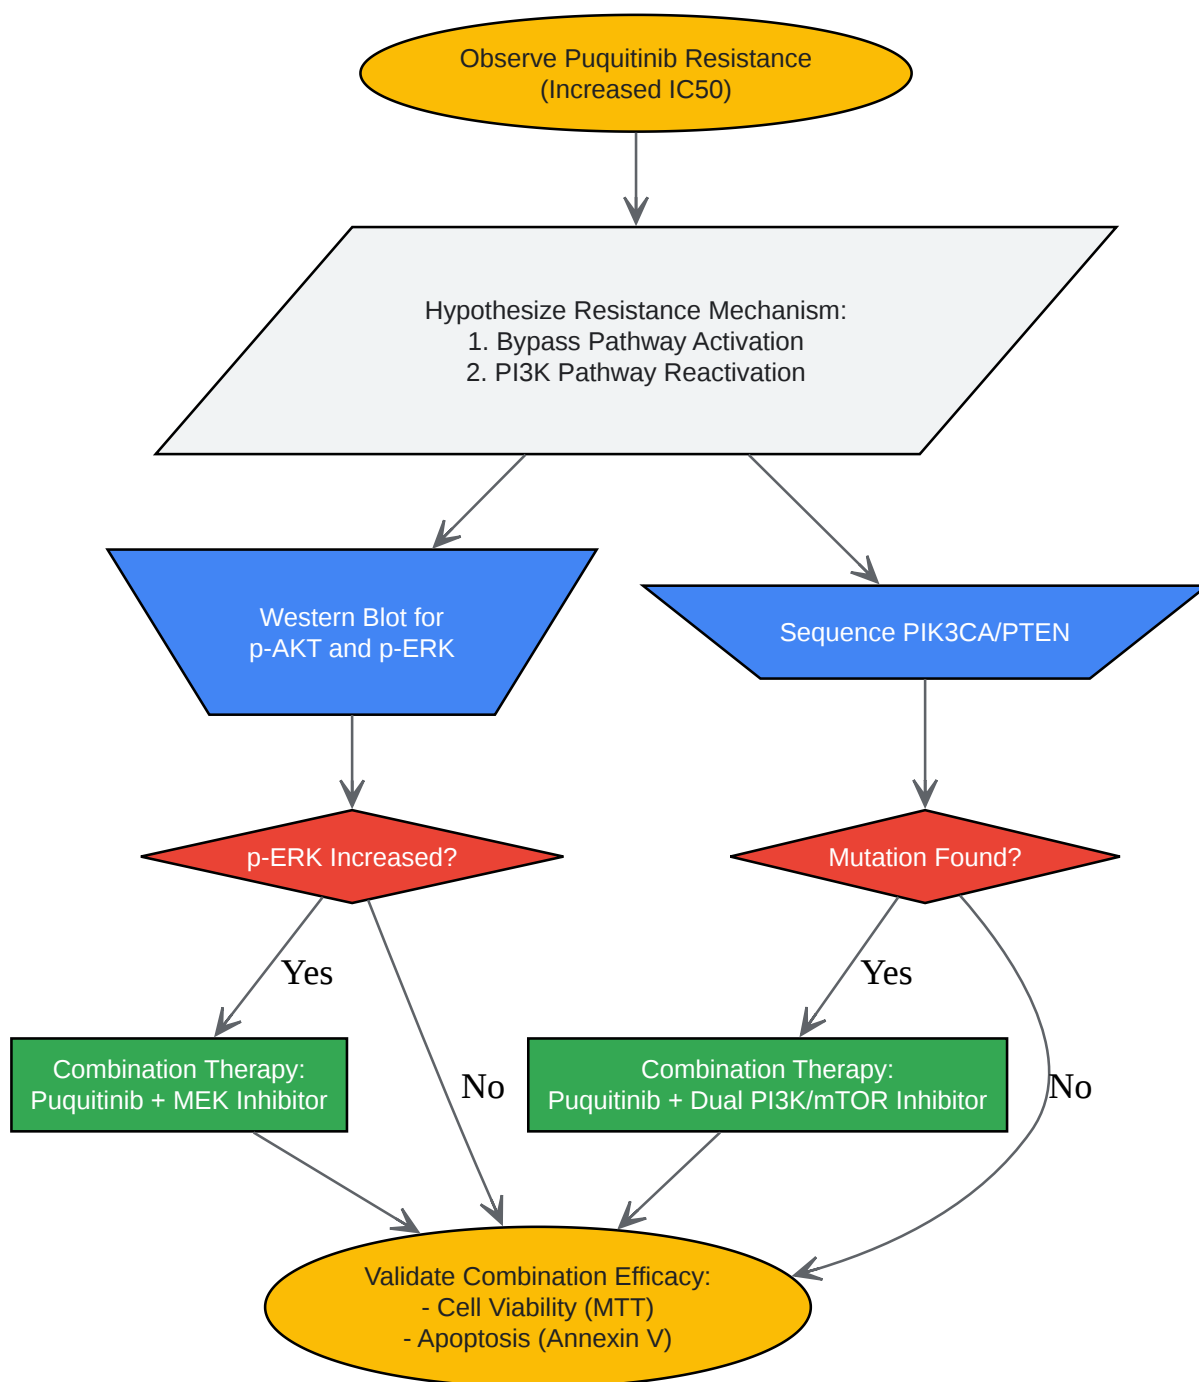 Observe Puquitinib Resistance
(Increased IC50)
Hypothesize Resistance Mechanism:
1. Bypass Pathway Activation
2. PI3K Pathway Reactivation
Western Blot for
p-AKT and p-ERK
Sequence PIK3CA/PTEN
p-ERK Increased?
Mutation Found?
Yes
Yes
Combination Therapy:
Puquitinib + MEK Inhibitor
No
Combination Therapy:
Puquitinib + Dual PI3K/mTOR Inhibitor
No
Validate Combination Efficacy:
- Cell Viability (MTT)
- Apoptosis (Annexin V)